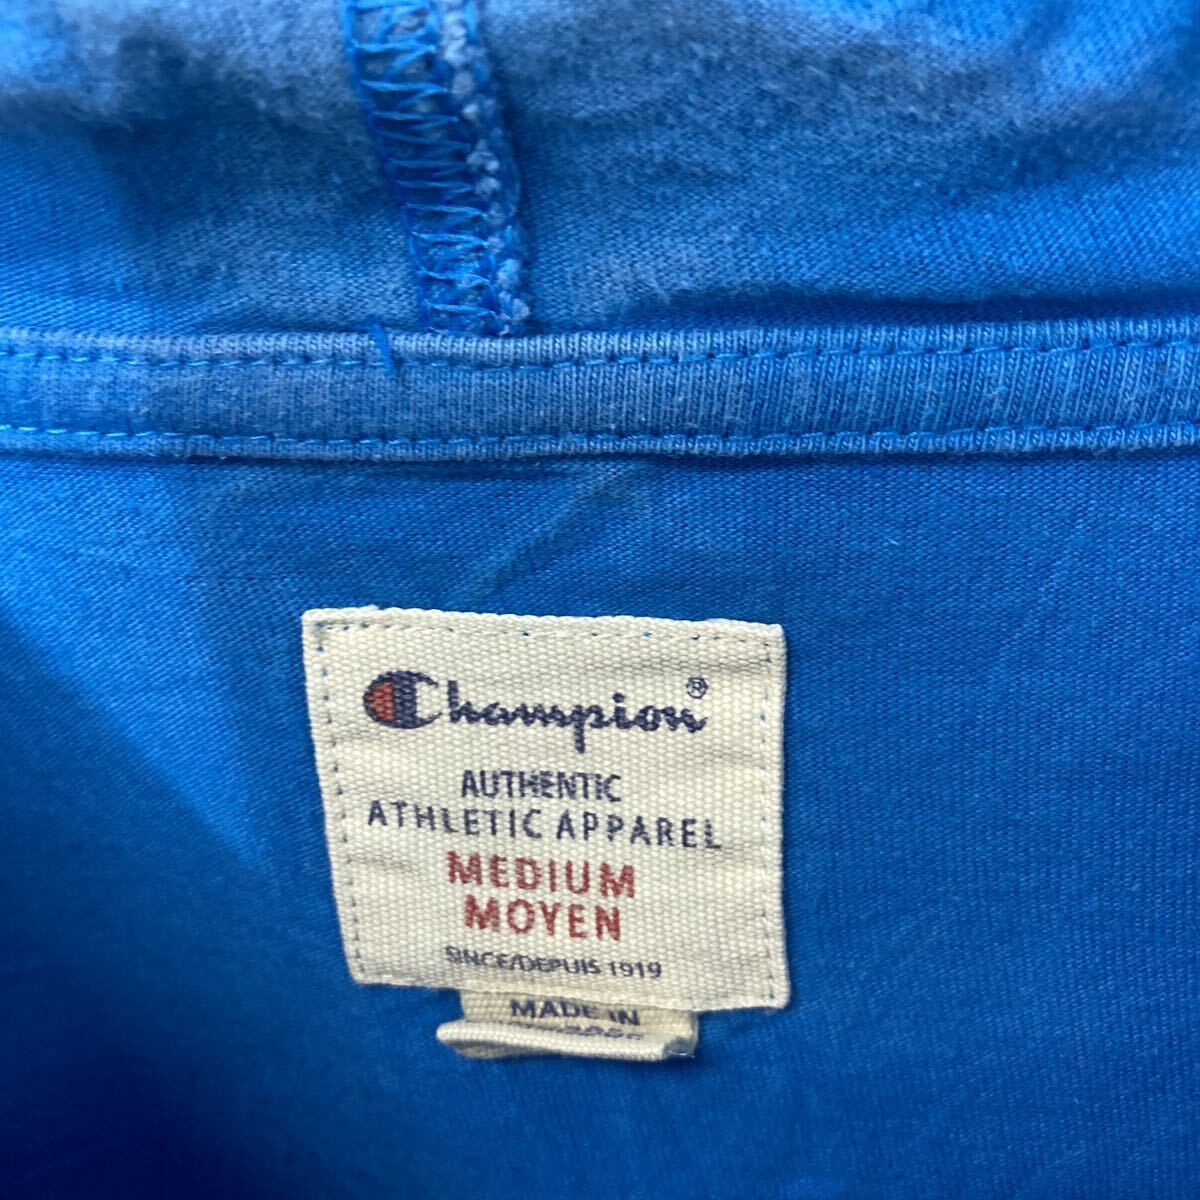 Champion®
AUTHENTIC
ATHLETIC APPAREL
MEDIUM
MOYEN
SINCE/DEPUIS 1919
MADE IN